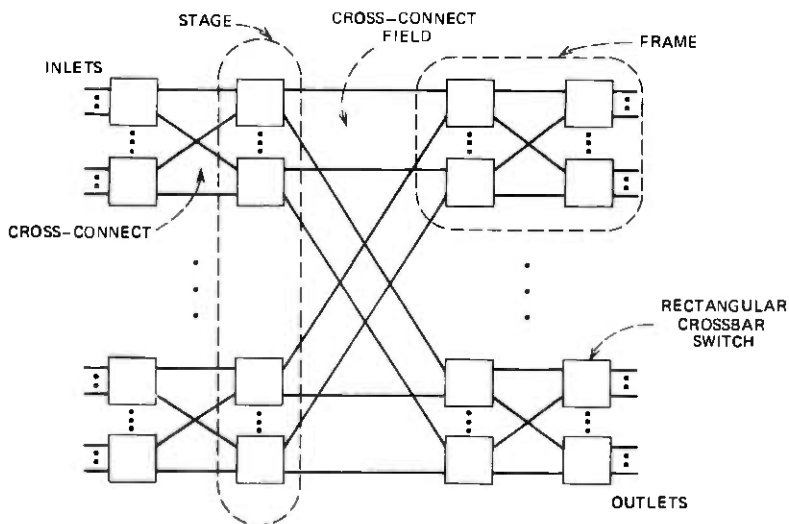 STAGE
CROSS-CONNECT
FIELD
FRAME
INLETS
CROSS-CONNECT
RECTANGULAR
CROSSBAR
SWITCH
OUTLETS